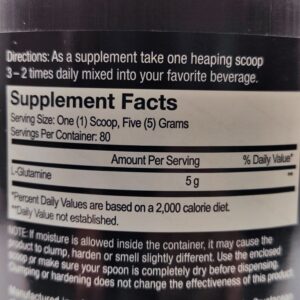 Directions: As a supplement take one heaping scoop
3 – 2 times daily mixed into your favorite beverage.
Supplement Facts
Serving Size: One (1) Scoop, Five (5) Grams
Servings Per Container: 80
Amount Per Serving % Daily Value*
L-Glutamine 5 g **
*Percent Daily Values are based on a 2,000 calorie diet.
**Daily Value not established.
NOTE: If moisture is allowed inside the container, it may cause the
product to clump, harden or smell slightly different. Use the enclosed
scoop or make sure your spoon is completely dry before dispensing.
Clumping or hardening does not change the effectiveness of this product.
Manufactured